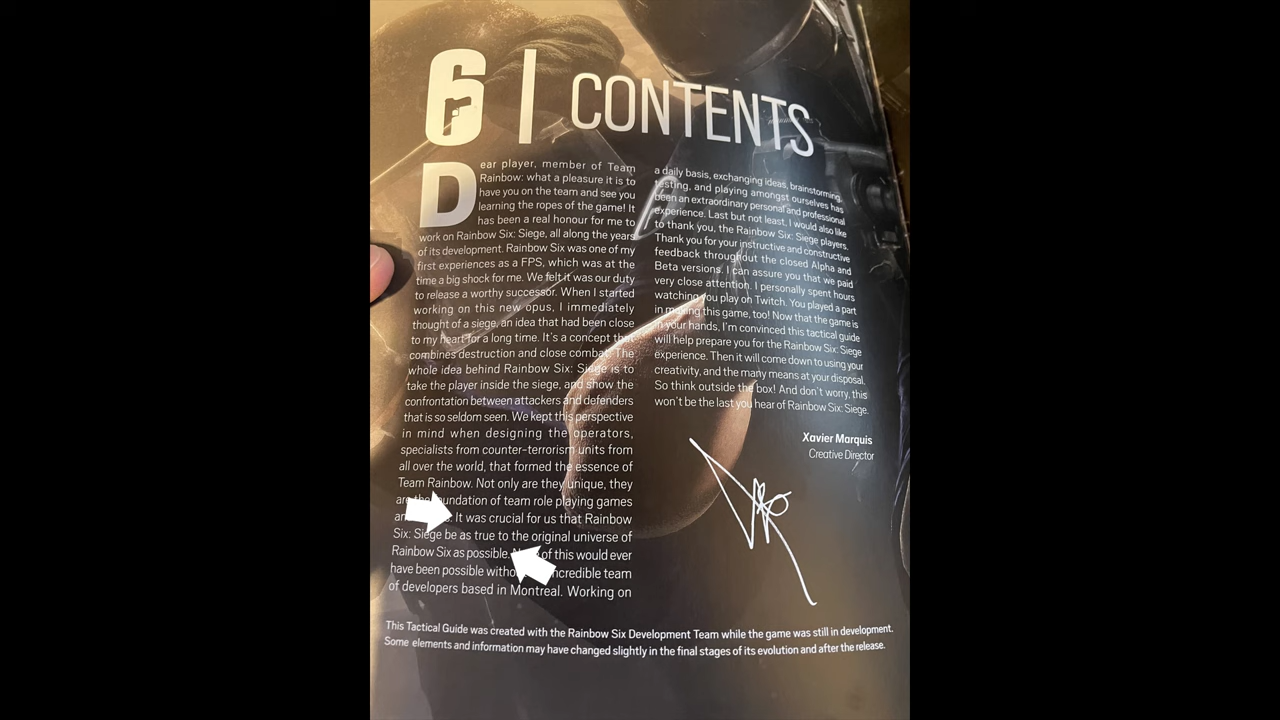 6 | CONTENTS
Dear player, member of Team
Rainbow: what a pleasure it is to
have you on the team and see you
learning the ropes of the game! It
has been a real honour for me to
work on Rainbow Six: Siege, all along the years
of its development. Rainbow Six was one of my
first experiences as a FPS, which was at the
time a big shock for me. We felt it was our duty
to release a worthy successor. When I started
working on this new opus, I immediately
thought of a siege, an idea that had been close
to my heart for a long time. It's a concept that
combines destruction and close combat. The
whole idea behind Rainbow Six: Siege is to
take the player inside the siege, and show the
confrontation between attackers and defenders
that is so seldom seen. We kept this perspective
in mind when designing the operators,
specialists from counter-terrorism units from
all over the world, that formed the essence of
Team Rainbow. Not only are they unique, they
are the foundation of team role playing games
It was crucial for us that Rainbow
Six: Siege be as true to the original universe of
Rainbow Six as possible. of this would ever
have been possible incredible team
of developers based in Montreal. Working on
a daily basis, exchanging ideas, brainstorming,
testing, and playing amongst ourselves has
been an extraordinary personal and professional
experience. Last but not least, I would also like
to thank you, the Rainbow Six: Siege players.
Thank you for your instructive and constructive
feedback throughout the closed Alpha and
Beta versions. I can assure you that we paid
very close attention. I personally spent hours
watching you play on Twitch. You played a part
in making this game, too! Now that the game is
in your hands, I'm convinced this tactical guide
will help prepare you for the Rainbow Six: Siege
experience. Then it will come down to using your
creativity, and the many means at your disposal.
So think outside the box! And don't worry, this
won't be the last you hear of Rainbow Six: Siege.
Xavier Marquis
Creative Director
This Tactical Guide was created with the Rainbow Six Development Team while the game was still in development.
Some elements and information may have changed slightly in the final stages of its evolution and after the release.